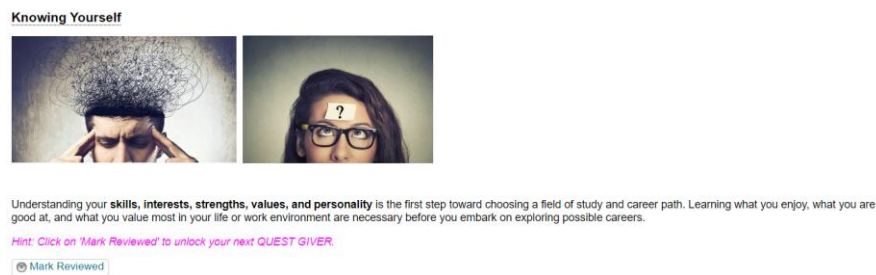 Knowing Yourself
?
Understanding your skills, interests, strengths, values, and personality is the first step toward choosing a field of study and career path. Learning what you enjoy, what you are
good at, and what you value most in your life or work environment are necessary before you embark on exploring possible careers.
Hint: Click on 'Mark Reviewed' to unlock your next QUEST GIVER.
Mark Reviewed